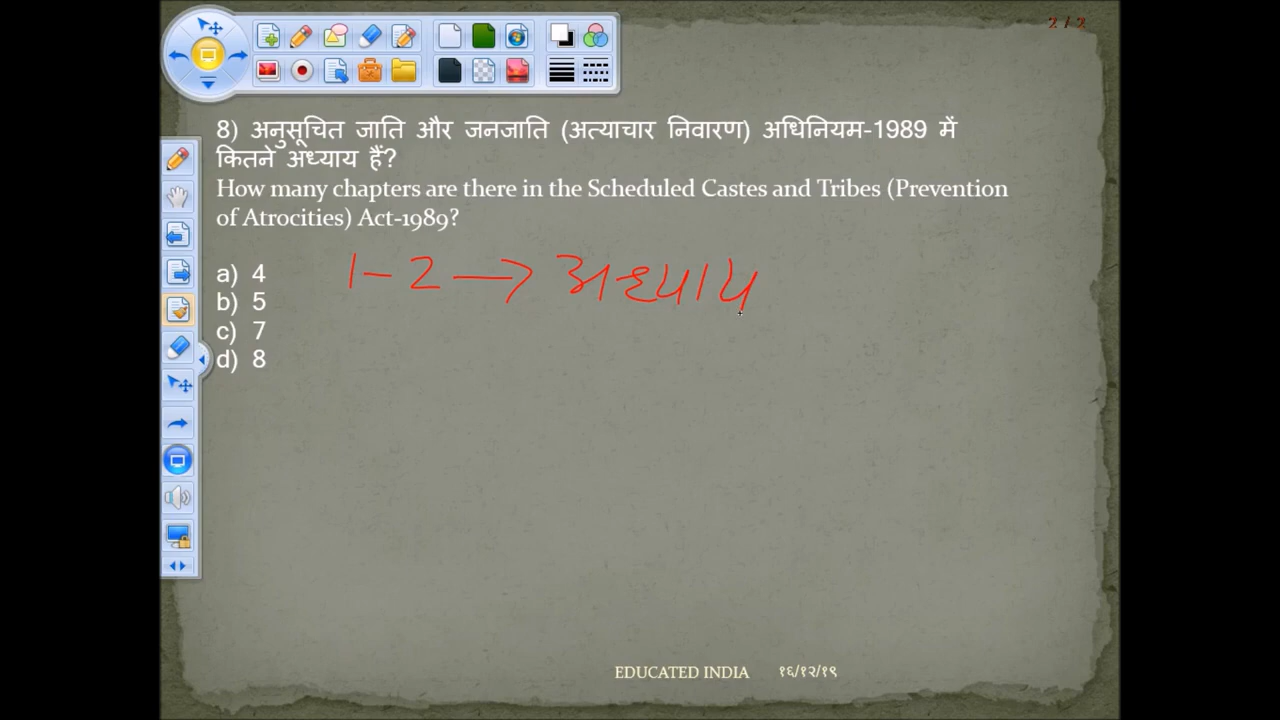 2 / 2
8) अनुसूचित जाति और जनजाति (अत्याचार निवारण) अधिनियम-1989 में
कितने अध्याय हैं?
How many chapters are there in the Scheduled Castes and Tribes (Prevention
of Atrocities) Act-1989?
a) 4
1-2 → अध्याय
b) 5
c) 7
d) 8
EDUCATED INDIA १६/१२/१९